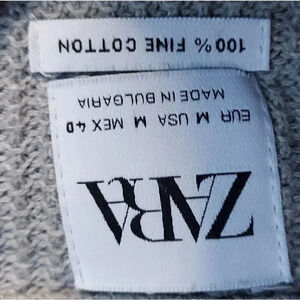 ZARA
EUR M USA M MEX 40
MADE IN BULGARIA
100% FINE COTTON